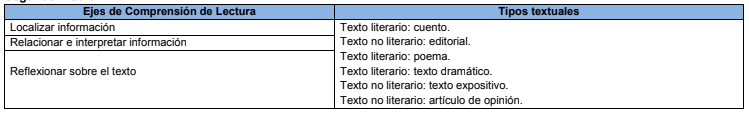 Ejes de Comprensión de Lectura
Tipos textuales
Localizar información
Relacionar e interpretar información
Reflexionar sobre el texto
Texto literario: cuento.
Texto no literario: editorial.
Texto literario: poema.
Texto literario: texto dramático.
Texto no literario: texto expositivo.
Texto no literario: artículo de opinión.